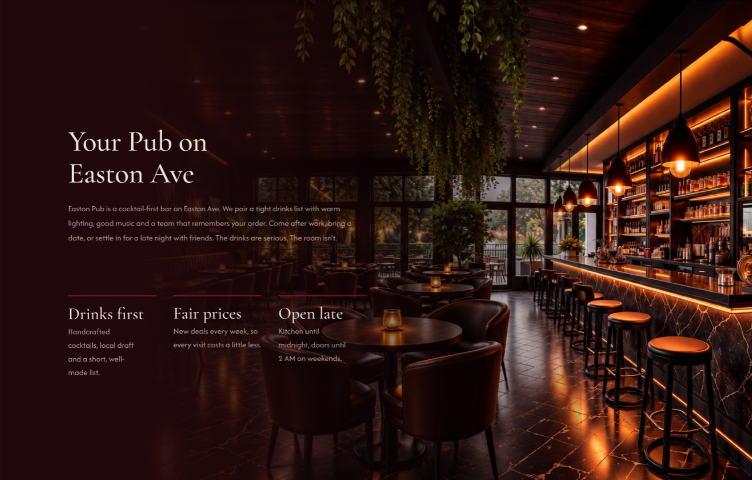 Your Pub on
Easton Ave
Easton Pub is a cocktail-first bar on Easton Ave. We pair a tight drinks list with warm
lighting, good music and a team that remembers your order. Come after work, bring a
date, or settle in for a late night with friends. The drinks are serious. The room isn't.
Drinks first
Handcrafted
cocktails, local draft
and a short, well-
made list.
Fair prices
New deals every week, so
every visit costs a little less.
Open late
Kitchen until
midnight, doors until
2 AM on weekends.